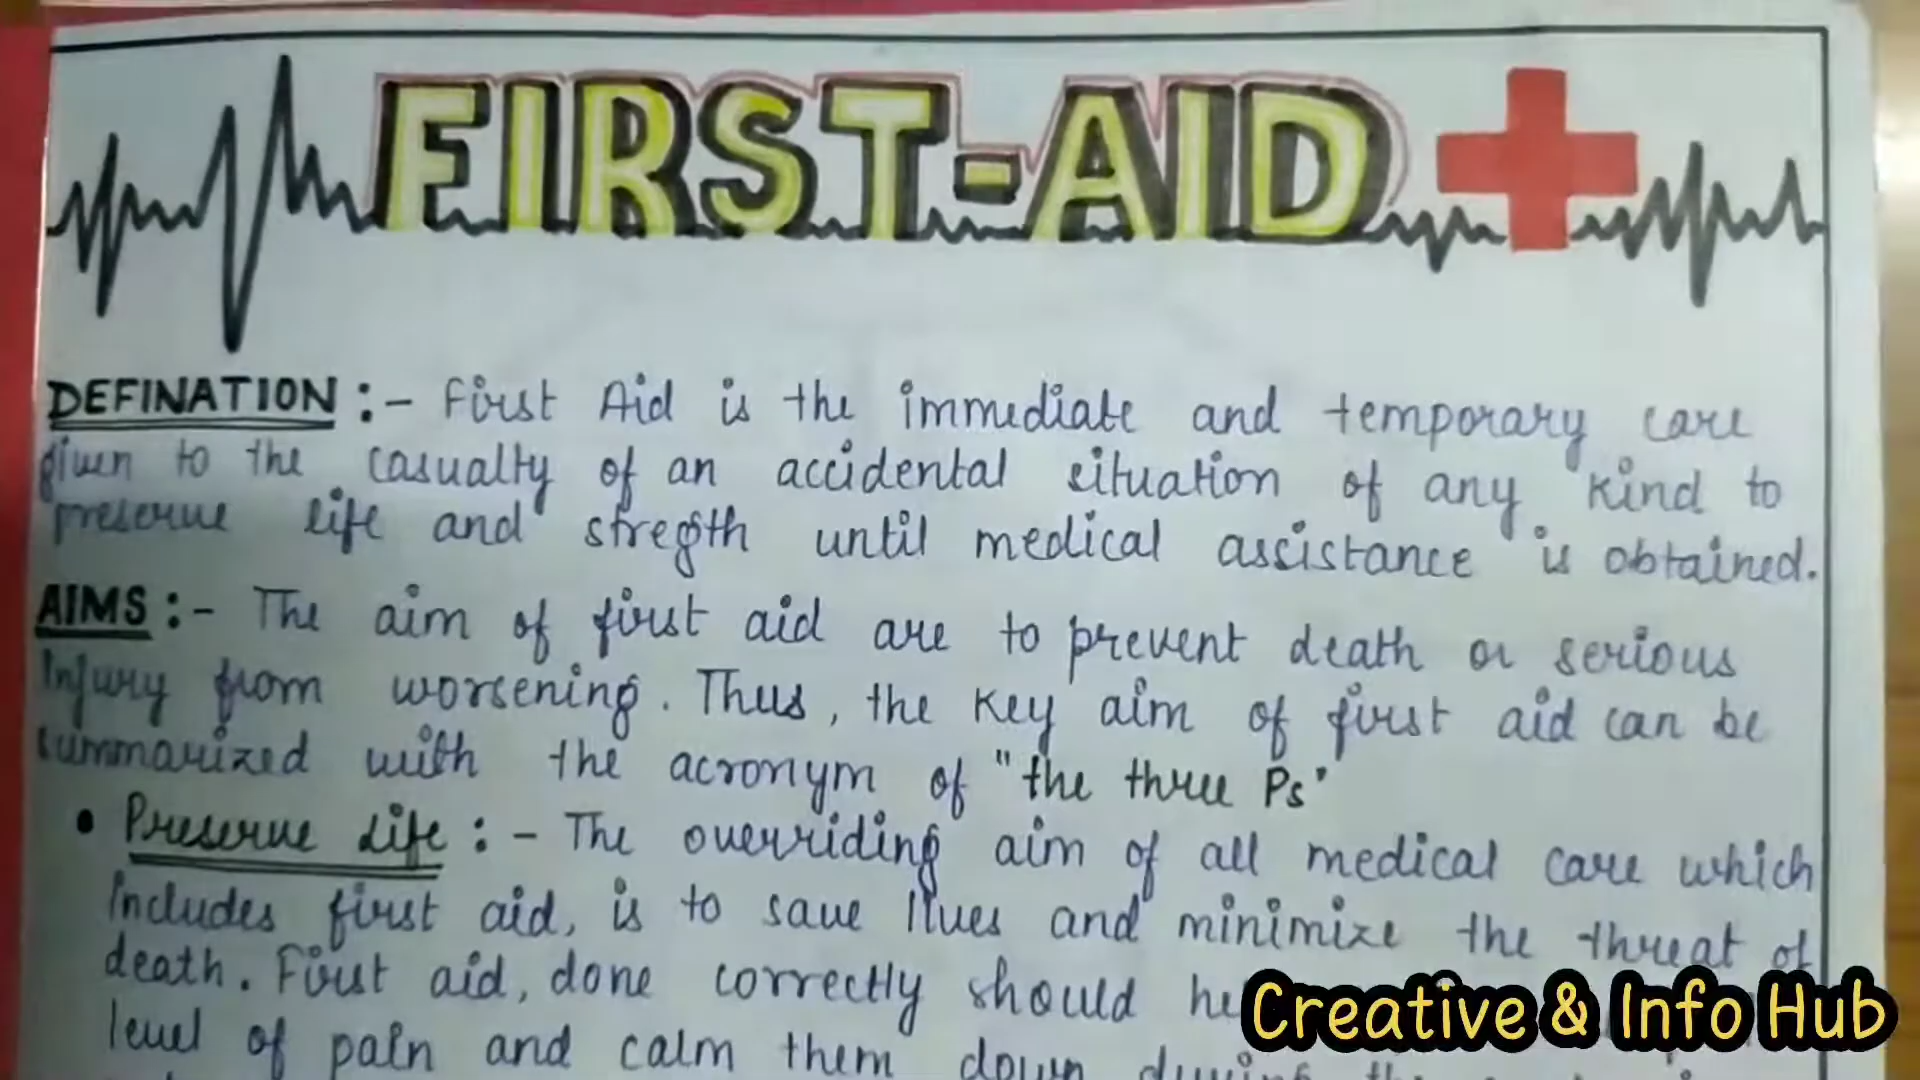 FIRST-AID
DEFINATION :- First Aid is the immediate and temporary care
given to the casualty of an accidental situation of any kind to
preserve life and stregth until medical assistance is obtained.
AIMS :- The aim of first aid are to prevent death or serious
Injury from worsening. Thus, the key aim of first aid can be
summarized with the acronym of "the three Ps"
• Preserve Life : - The overriding aim of all medical care which
includes first aid, is to save lives and minimize the threat of
death. First aid, done correctly should
level of pain and calm them down during the
Creative & Info Hub